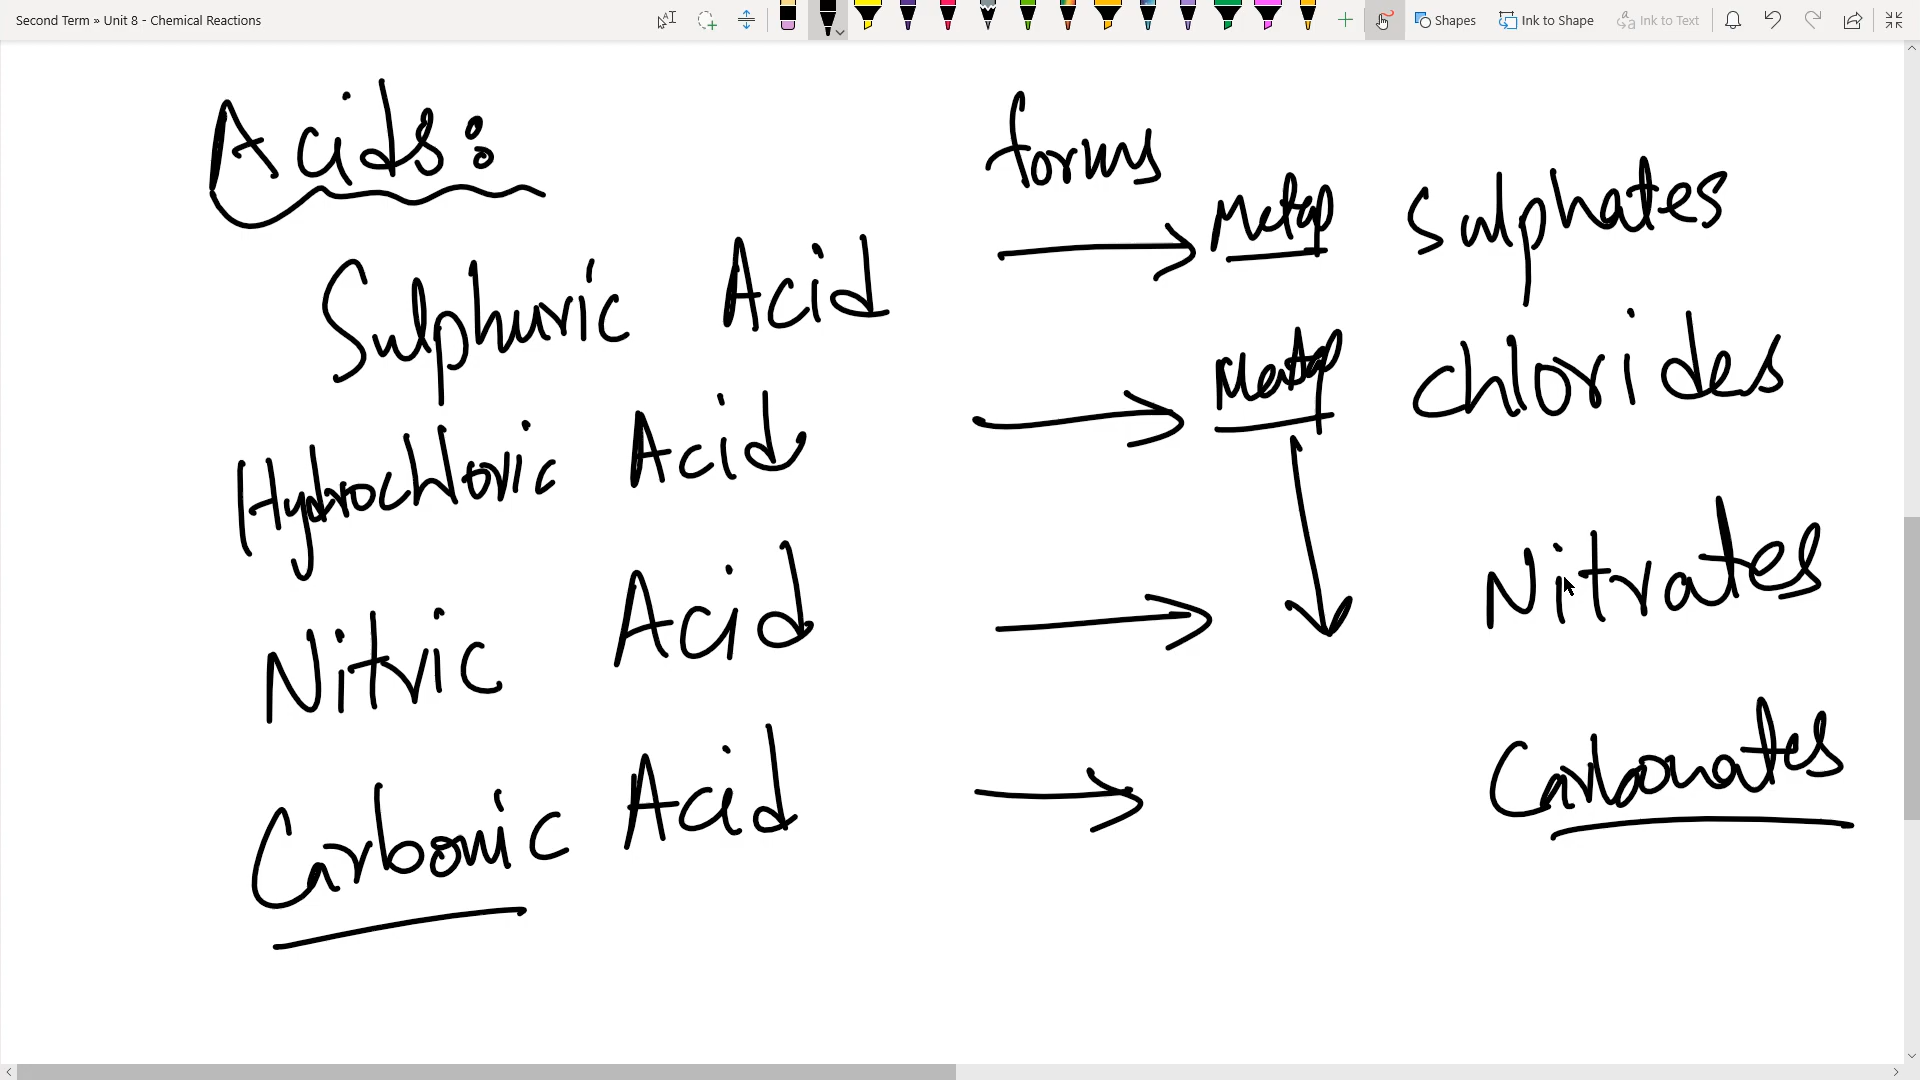 Second Term » Unit 8 - Chemical Reactions
Shapes Ink to Shape Ink to Text
Acids: forms
Sulphuric Acid → Metal Sulphates
Hydrochloric Acid → Metal chlorides
Nitric Acid → Nitrates
Carbonic Acid → Carbonates